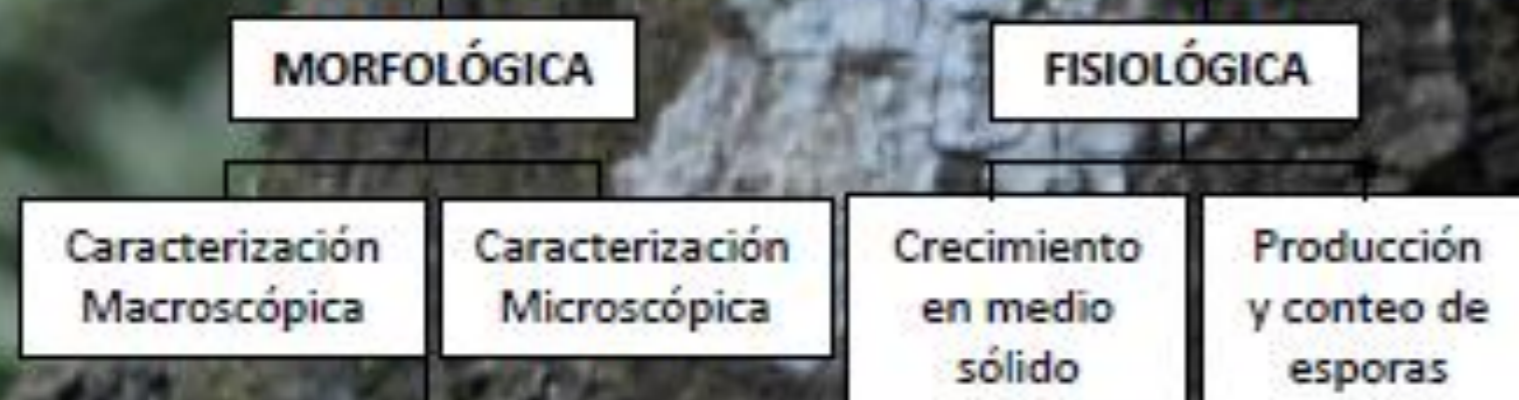 MORFOLÓGICA
FISIOLÓGICA
Caracterización
Macroscópica
Caracterización
Microscópica
Crecimiento
en medio
sólido
Producción
y conteo de
esporas